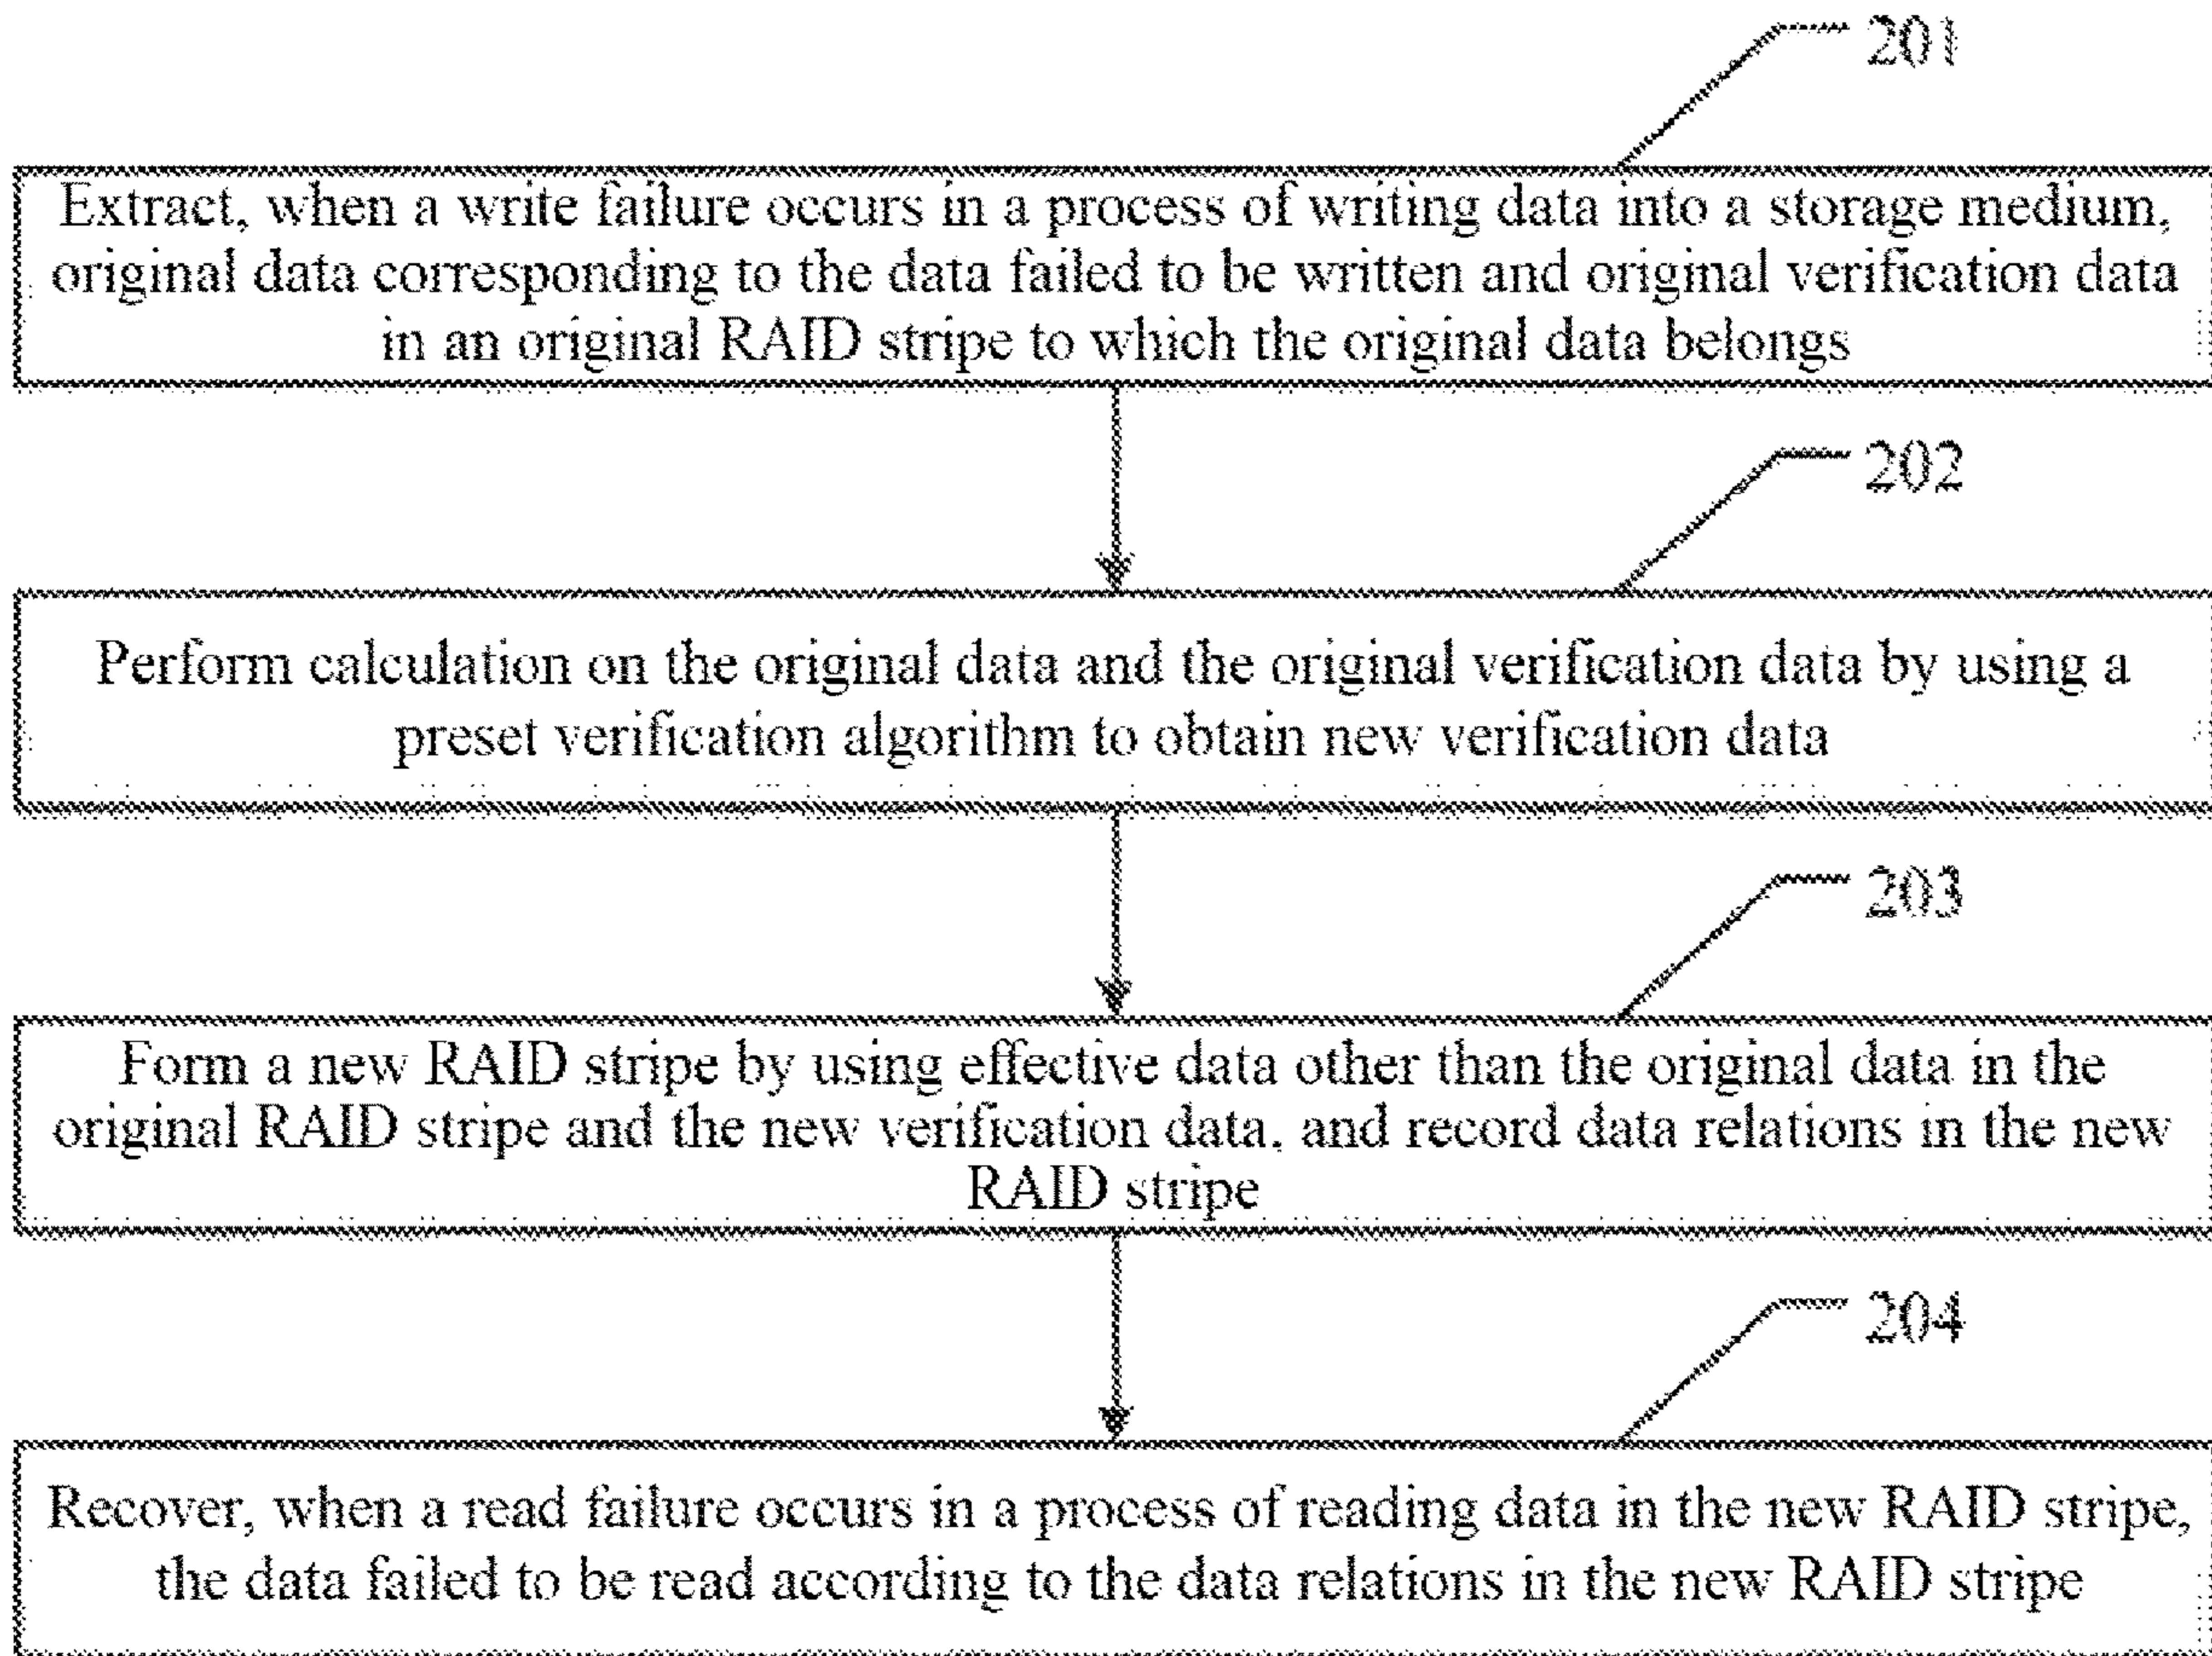 201
Extract, when a write failure occurs in a process of writing data into a storage medium,
original data corresponding to the data failed to be written and original verification data
in an original RAID stripe to which the original data belongs
202
Perform calculation on the original data and the original verification data by using a
preset verification algorithm to obtain new verification data
203
Form a new RAID stripe by using effective data other than the original data in the
original RAID stripe and the new verification data, and record data relations in the new
RAID stripe
204
Recover, when a read failure occurs in a process of reading data in the new RAID stripe,
the data failed to be read according to the data relations in the new RAID stripe